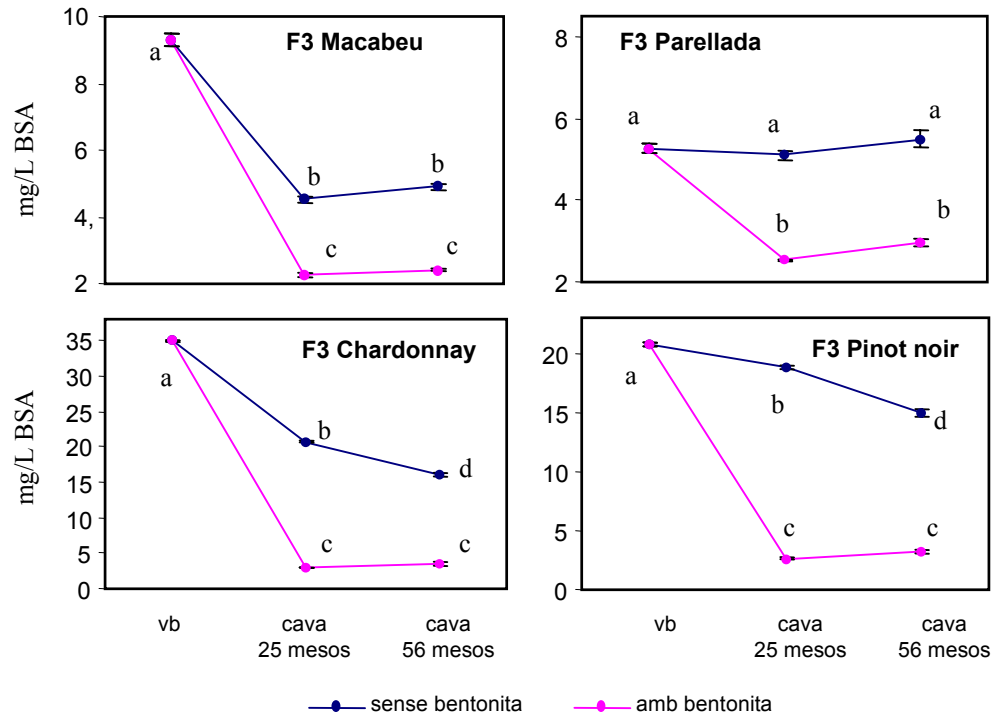 F3 Macabeu
mg/L BSA
10
8
6
4,
2
a
b
b
c
c
F3 Parellada
8
6
4
2
a
a
a
b
b
F3 Chardonnay
mg/L BSA
35
30
25
20
15
10
5
0
a
b
d
c
c
F3 Pinot noir
20
15
10
5
0
a
b
d
c
c
vb
cava
25 mesos
cava
56 mesos
vb
cava
25 mesos
cava
56 mesos
sense bentonita
amb bentonita